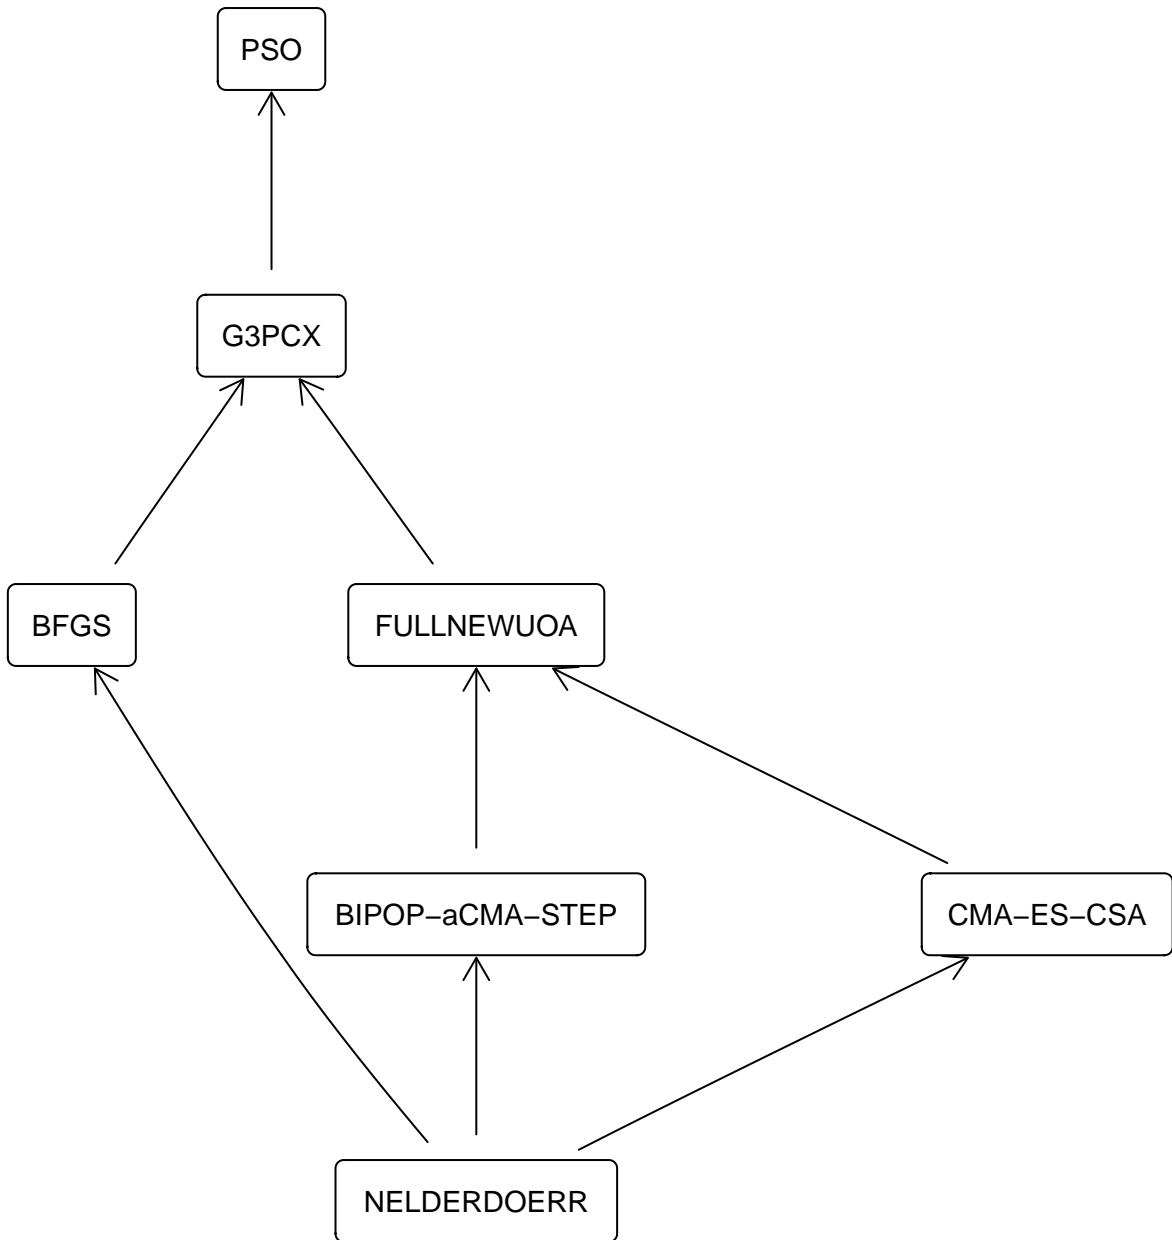 PSO
G3PCX
BFGS
FULLNEWUOA
BIPOP−aCMA−STEP
CMA−ES−CSA
NELDERDOERR